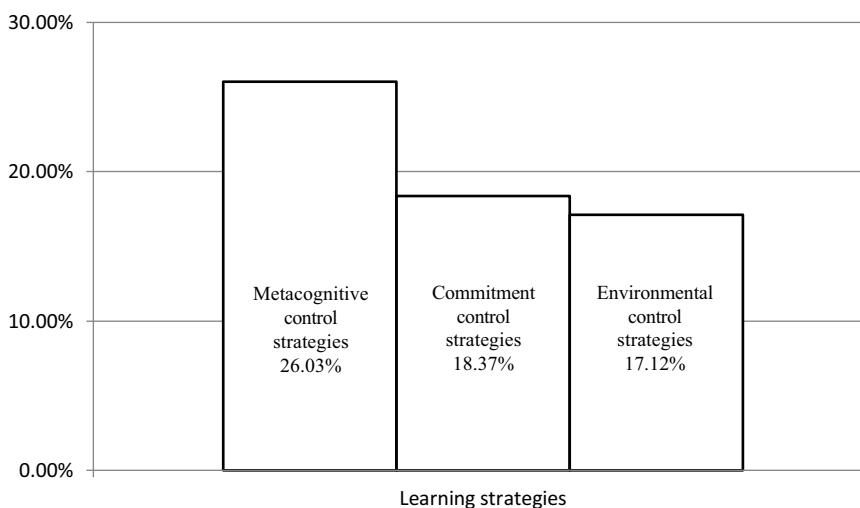 30.00%
20.00%
10.00%
0.00%
Metacognitive
control
strategies
26.03%
Commitment
control
strategies
18.37%
Environmental
control
strategies
17.12%
Learning strategies